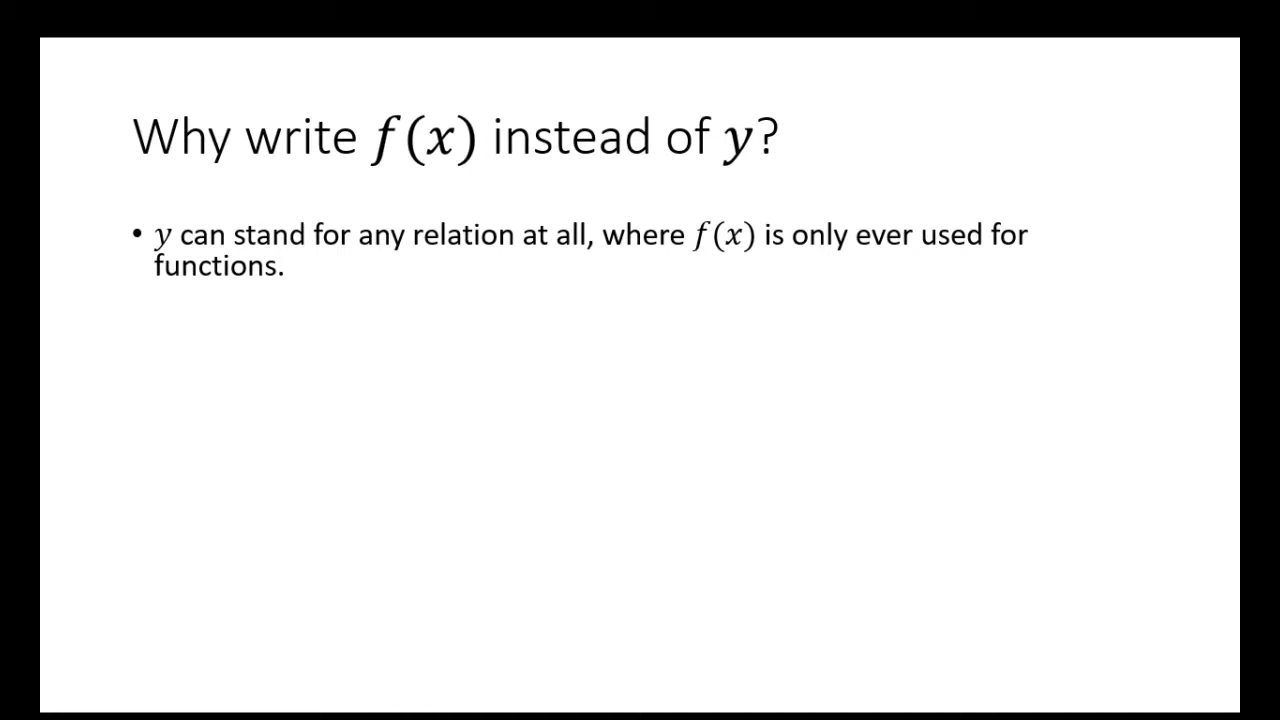 Why write f(x) instead of y?
• y can stand for any relation at all, where f(x) is only ever used for
functions.